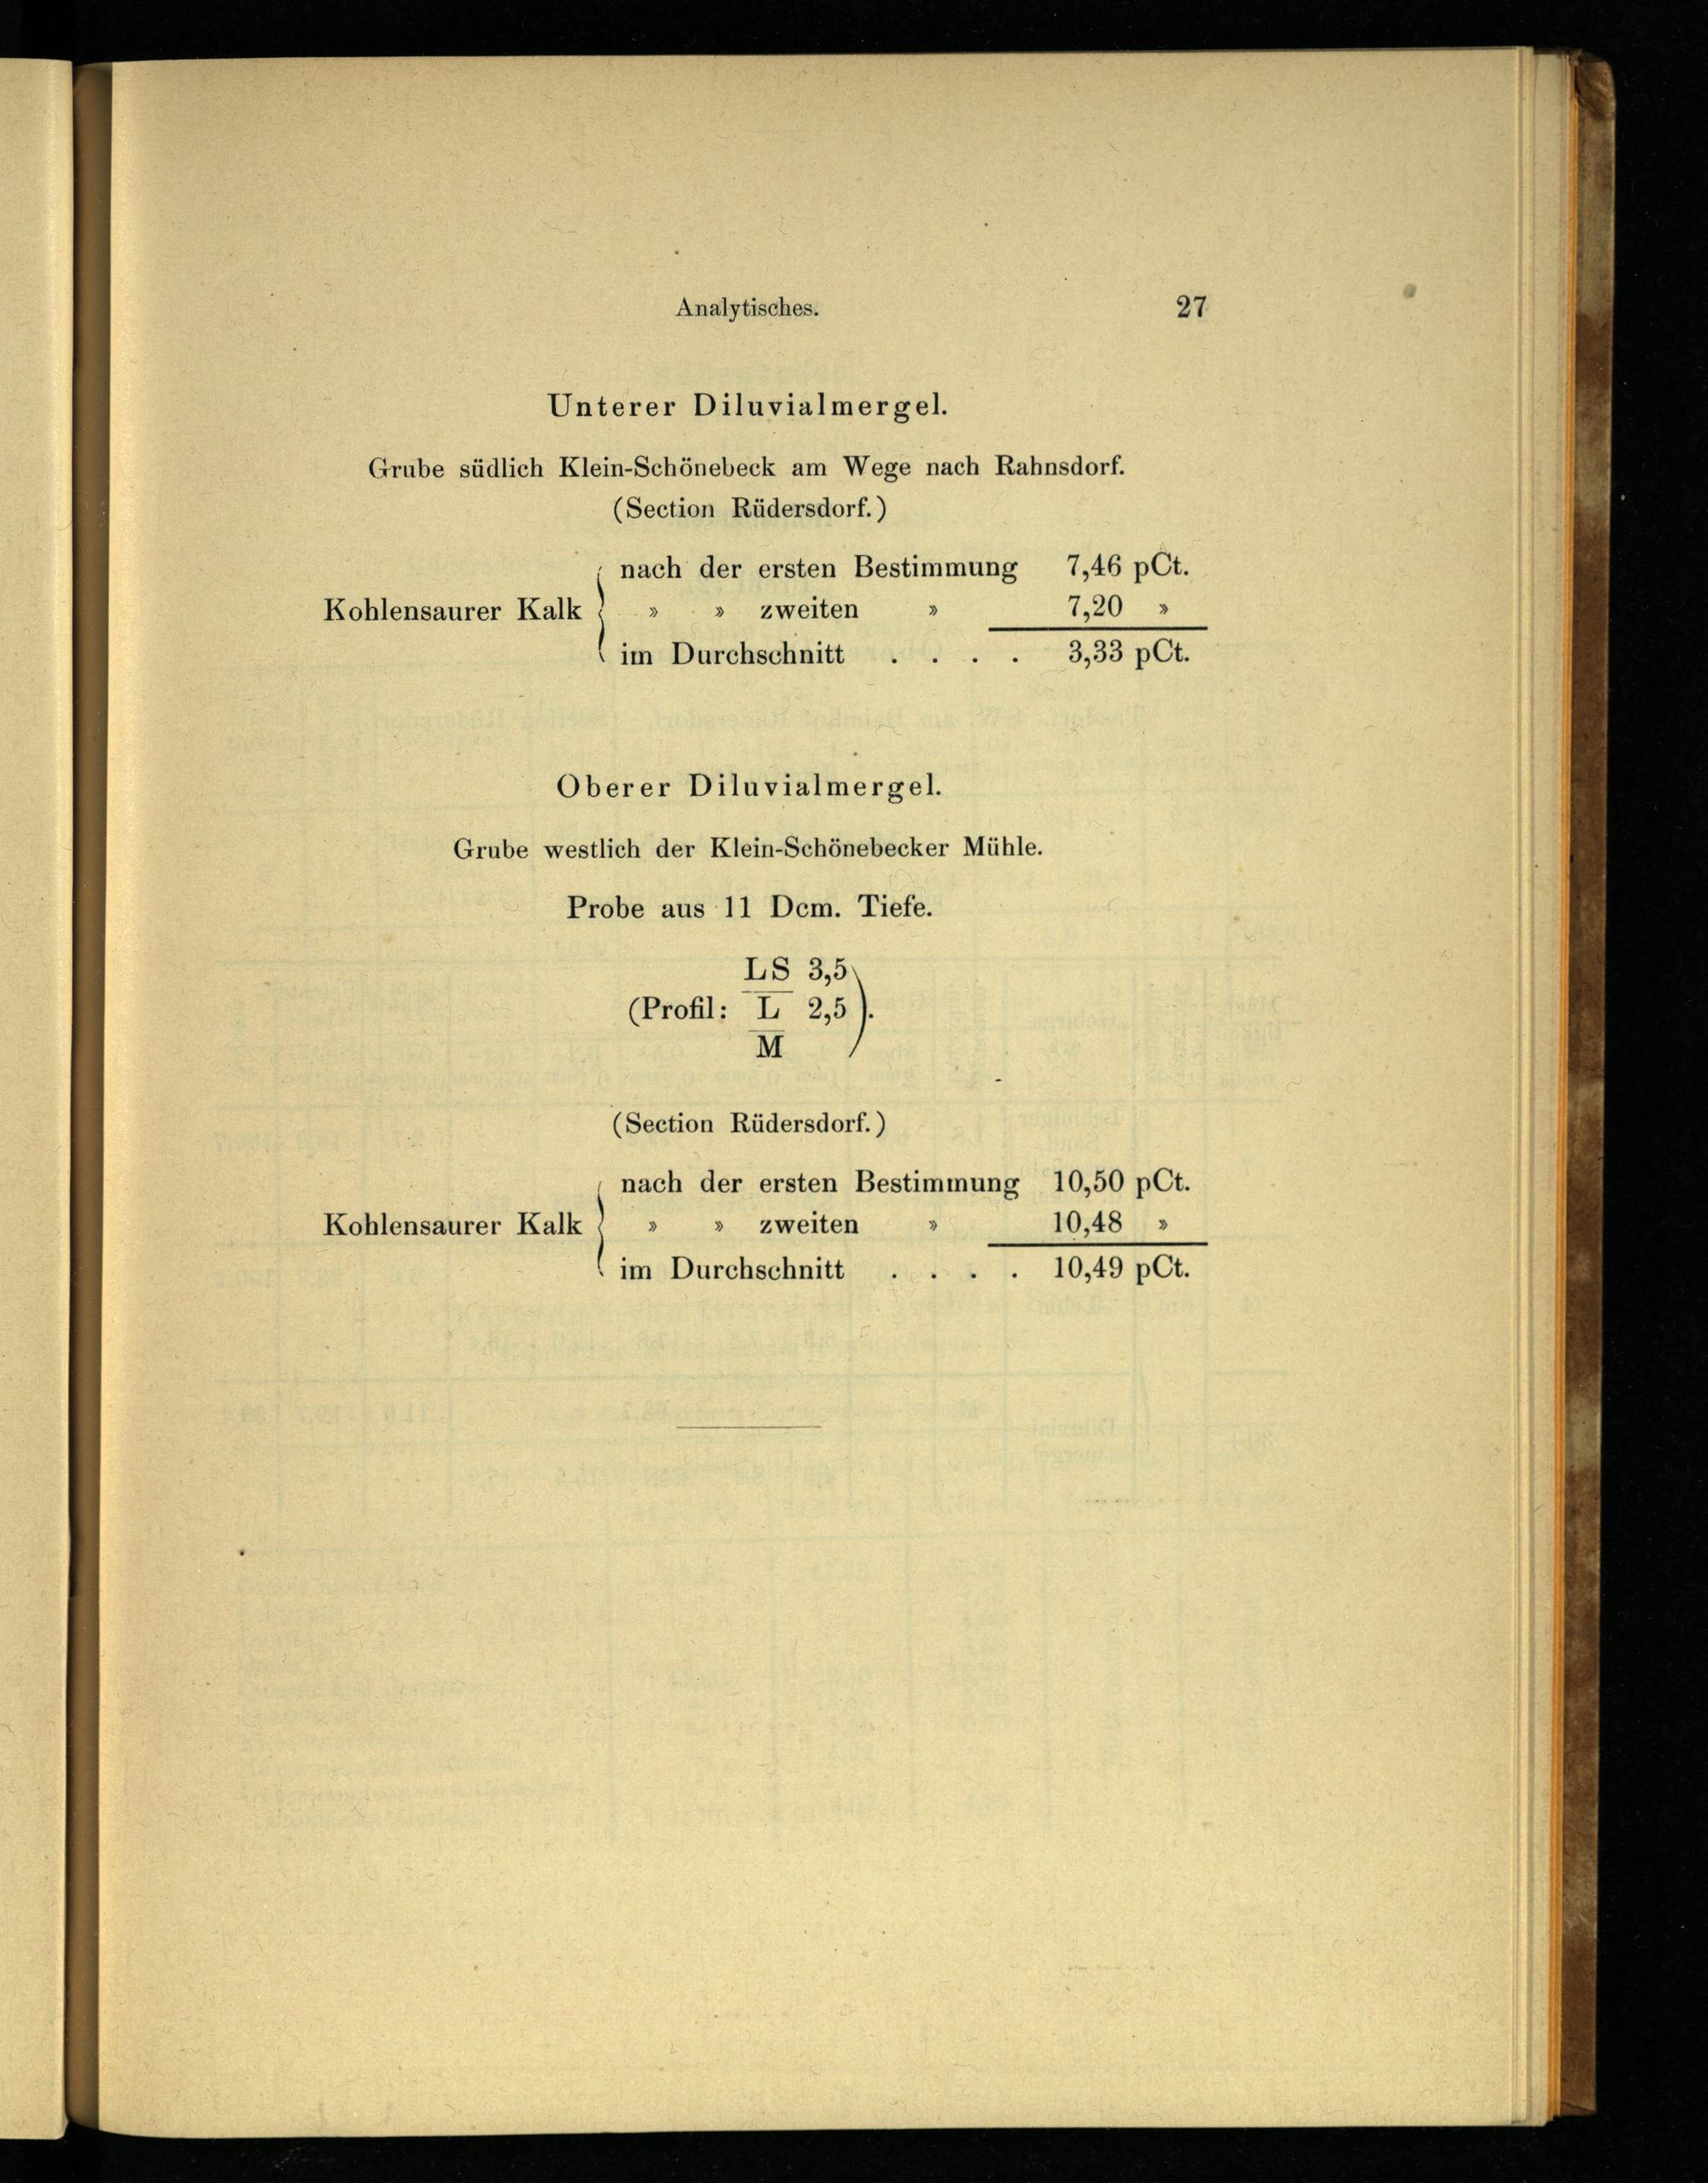 Analytisches. 27
Unterer Diluvialmergel.
Grube südlich Klein-Schönebeck am Wege nach Rahnsdorf.
(Section Rüdersdorf.)
nach der ersten Bestimmung 7,46 pCt.
Kohlensaurer Kalk » » zweiten » 7,20 »
im Durchschnitt . . . . 3,33 pCt.
Oberer Diluvialmergel.
Grube westlich der Klein-Schönebecker Mühle.
Probe aus 11 Dcm. Tiefe.
LS 3,5
(Profil: L 2,5).
M
(Section Rüdersdorf.)
nach der ersten Bestimmung 10,50 pCt.
Kohlensaurer Kalk » » zweiten » 10,48 »
im Durchschnitt . . . . 10,49 pCt.